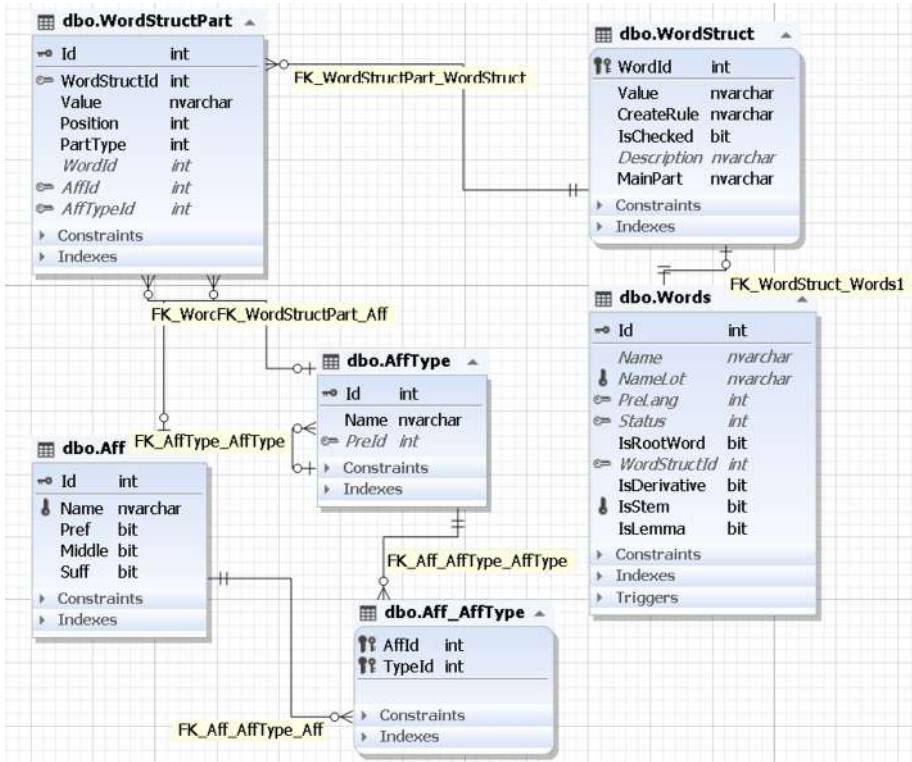 dbo.WordStructPart
Id int
WordStructId int
Value nvarchar
Position int
PartType int
WordId int
AffId int
AffTypeId int
Constraints
Indexes
FK_WordStructPart_WordStruct
dbo.WordStruct
WordId int
Value nvarchar
CreateRule nvarchar
IsChecked bit
Description nvarchar
MainPart nvarchar
Constraints
Indexes
FK_WordStruct_Words1
FK_WorcFK_WordStructPart_Aff
dbo.Words
Id int
Name nvarchar
NameLot nvarchar
PreLang int
Status int
IsRootWord bit
WordStructId int
IsDerivative bit
IsStem bit
IsLemma bit
Constraints
Indexes
Triggers
dbo.AffType
Id int
Name nvarchar
PreId int
Constraints
Indexes
FK_AffType_AffType
dbo.Aff
Id int
Name nvarchar
Pref bit
Middle bit
Suff bit
Constraints
Indexes
FK_Aff_AffType_AffType
dbo.Aff_AffType
AffId int
TypeId int
Constraints
Indexes
FK_Aff_AffType_Aff